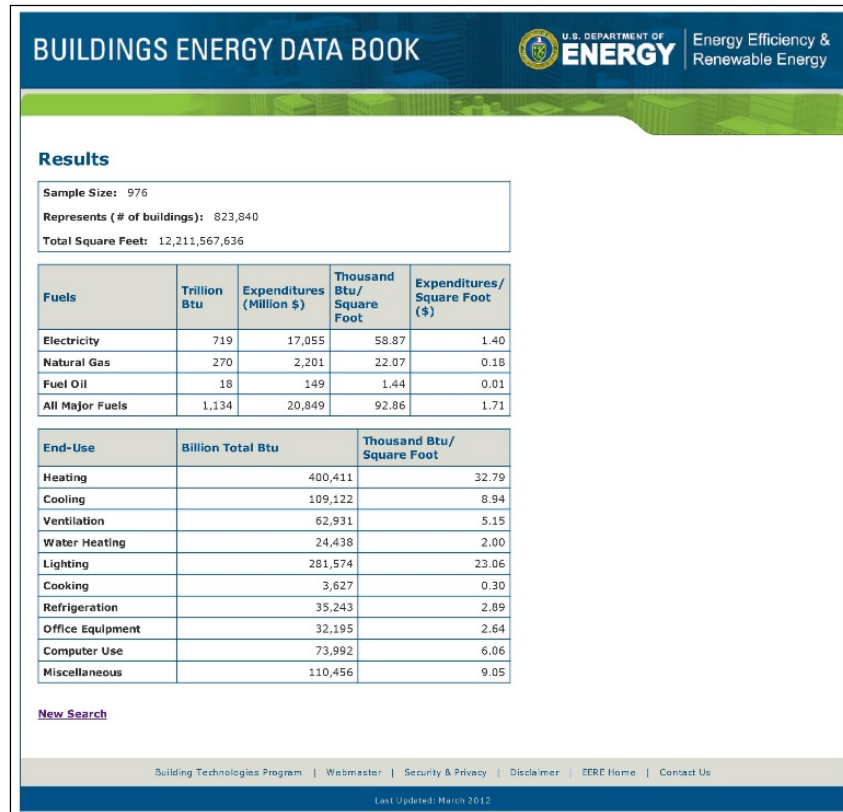 BUILDINGS ENERGY DATA BOOK
U.S. DEPARTMENT OF
ENERGY
Energy Efficiency &
Renewable Energy
Results
Sample Size: 976
Represents (# of buildings): 823,840
Total Square Feet: 12,211,567,636
Fuels | Trillion Btu | Expenditures (Million $) | Thousand Btu/ Square Foot | Expenditures/ Square Foot ($)
Electricity 719 17,055 58.87 1.40
Natural Gas 270 2,201 22.07 0.18
Fuel Oil 18 149 1.44 0.01
All Major Fuels 1,134 20,849 92.86 1.71
End-Use | Billion Total Btu | Thousand Btu/ Square Foot
Heating 400,411 32.79
Cooling 109,122 8.94
Ventilation 62,931 5.15
Water Heating 24,438 2.00
Lighting 281,574 23.06
Cooking 3,627 0.30
Refrigeration 35,243 2.89
Office Equipment 32,195 2.64
Computer Use 73,992 6.06
Miscellaneous 110,456 9.05
New Search
Building Technologies Program | Webmaster | Security & Privacy | Disclaimer | EERE Home | Contact Us
Last Updated: March 2012